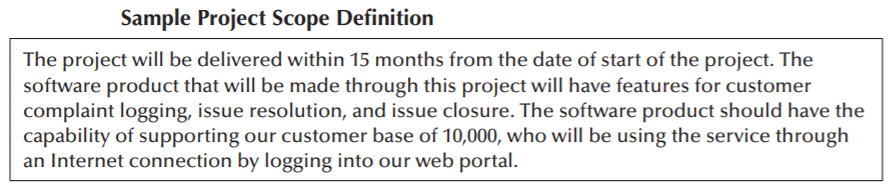 Sample Project Scope Definition
The project will be delivered within 15 months from the date of start of the project. The
software product that will be made through this project will have features for customer
complaint logging, issue resolution, and issue closure. The software product should have the
capability of supporting our customer base of 10,000, who will be using the service through
an Internet connection by logging into our web portal.